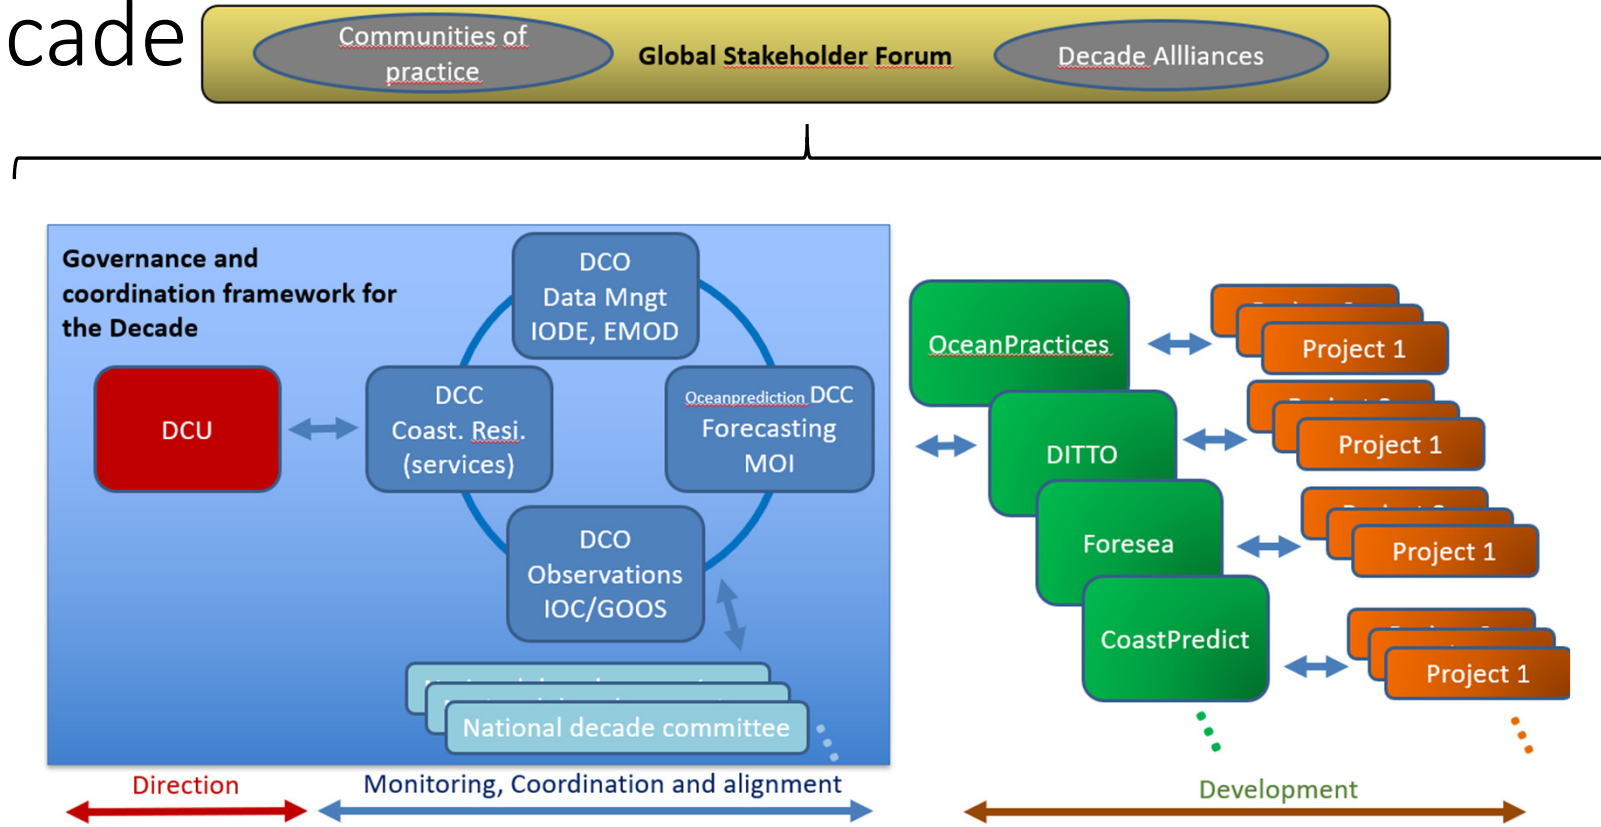 cade
Communities of
practice
Global Stakeholder Forum
Decade Allliances
Governance and
coordination framework for
the Decade
DCO
Data Mngt
IODE, EMOD
DCU
DCC
Coast. Resi.
(services)
Oceanprediction DCC
Forecasting
MOI
DCO
Observations
IOC/GOOS
National decade committee
OceanPractices
Project 1
DITTO
Project 1
Foresea
Project 1
CoastPredict
Project 1
Direction
Monitoring, Coordination and alignment
Development